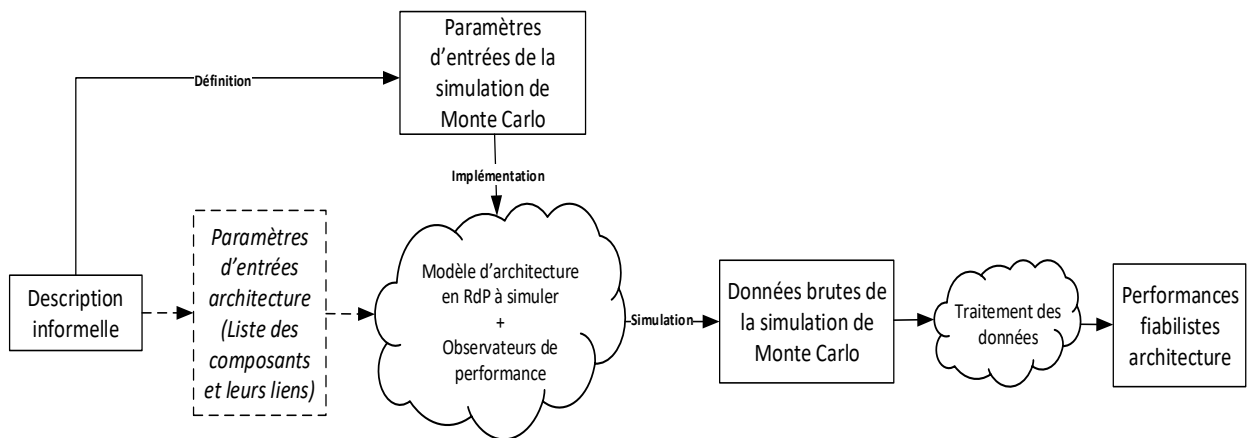 Paramètres
d'entrées de la
simulation de
Monte Carlo
Définition
Implémentation
Paramètres
d'entrées
architecture
(Liste des
composants
et leurs liens)
Description
informelle
Modèle d'architecture
en RdP à simuler
+
Observateurs de
performance
Simulation
Données brutes de
la simulation de
Monte Carlo
Traitement des
données
Performances
fiabilistes
architecture